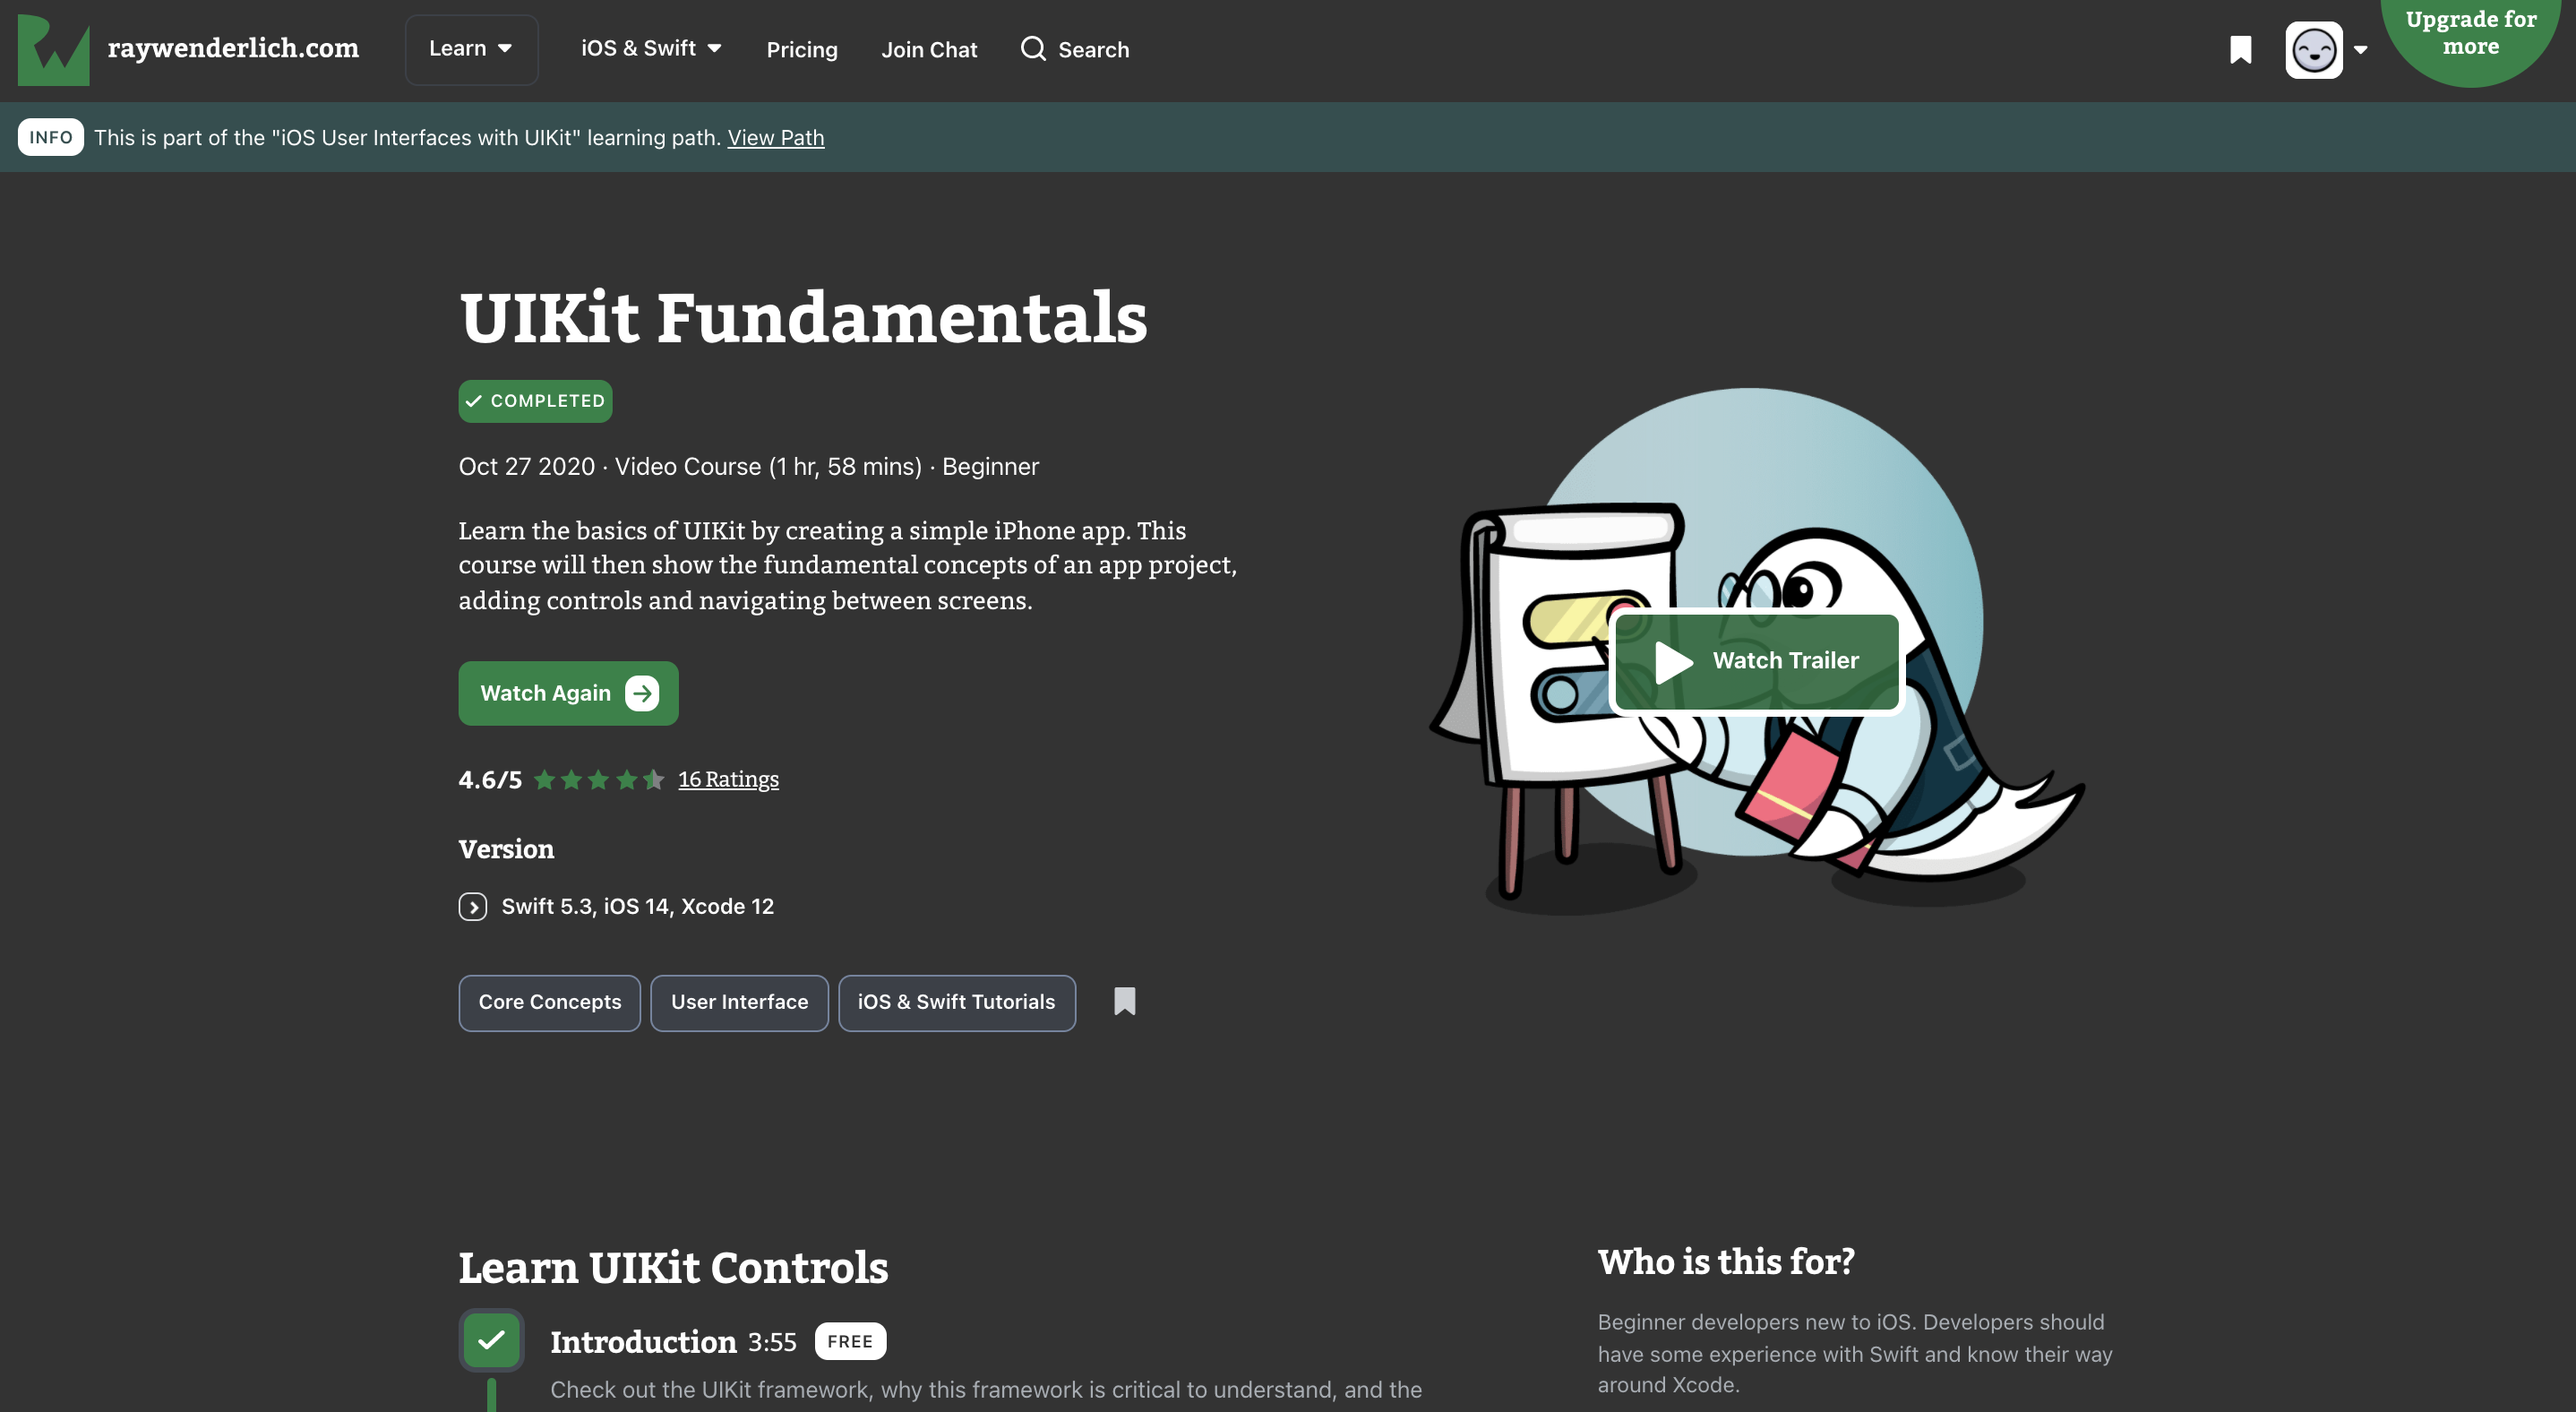 raywenderlich.com
Learn
iOS & Swift
Pricing
Join Chat
Search
Upgrade for
more
INFO
This is part of the "iOS User Interfaces with UIKit" learning path. View Path
UIKit Fundamentals
COMPLETED
Oct 27 2020 · Video Course (1 hr, 58 mins) · Beginner
Learn the basics of UIKit by creating a simple iPhone app. This
course will then show the fundamental concepts of an app project,
adding controls and navigating between screens.
Watch Again
4.6/5
16 Ratings
Version
Swift 5.3, iOS 14, Xcode 12
Core Concepts
User Interface
iOS & Swift Tutorials
Watch Trailer
Learn UIKit Controls
Introduction 3:55 FREE
Check out the UIKit framework, why this framework is critical to understand, and the
Who is this for?
Beginner developers new to iOS. Developers should
have some experience with Swift and know their way
around Xcode.